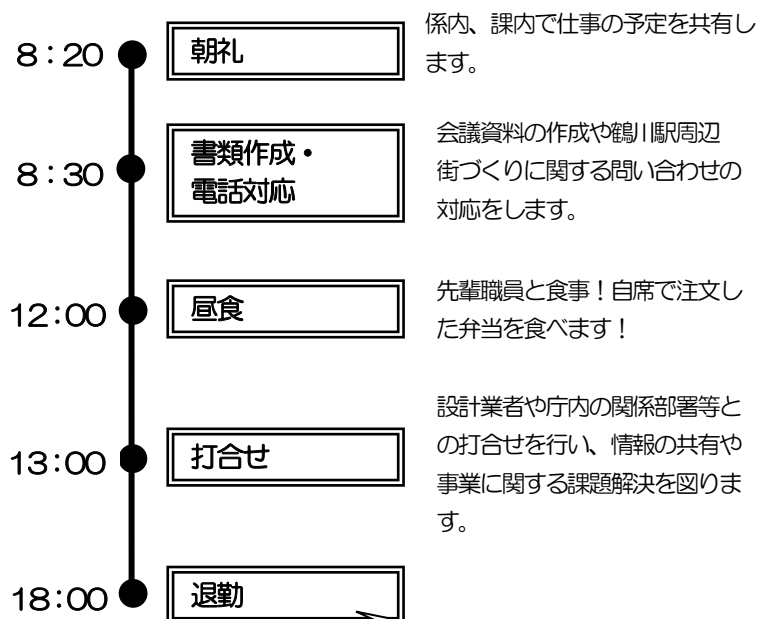 8：20
朝礼
係内、課内で仕事の予定を共有し
ます。
8：30
書類作成・
電話対応
会議資料の作成や鶴川駅周辺
街づくりに関する問い合わせの
対応をします。
12：00
昼食
先輩職員と食事！自席で注文し
た弁当を食べます！
13：00
打合せ
設計業者や庁内の関係部署等と
の打合せを行い、情報の共有や
事業に関する課題解決を図りま
す。
18：00
退勤